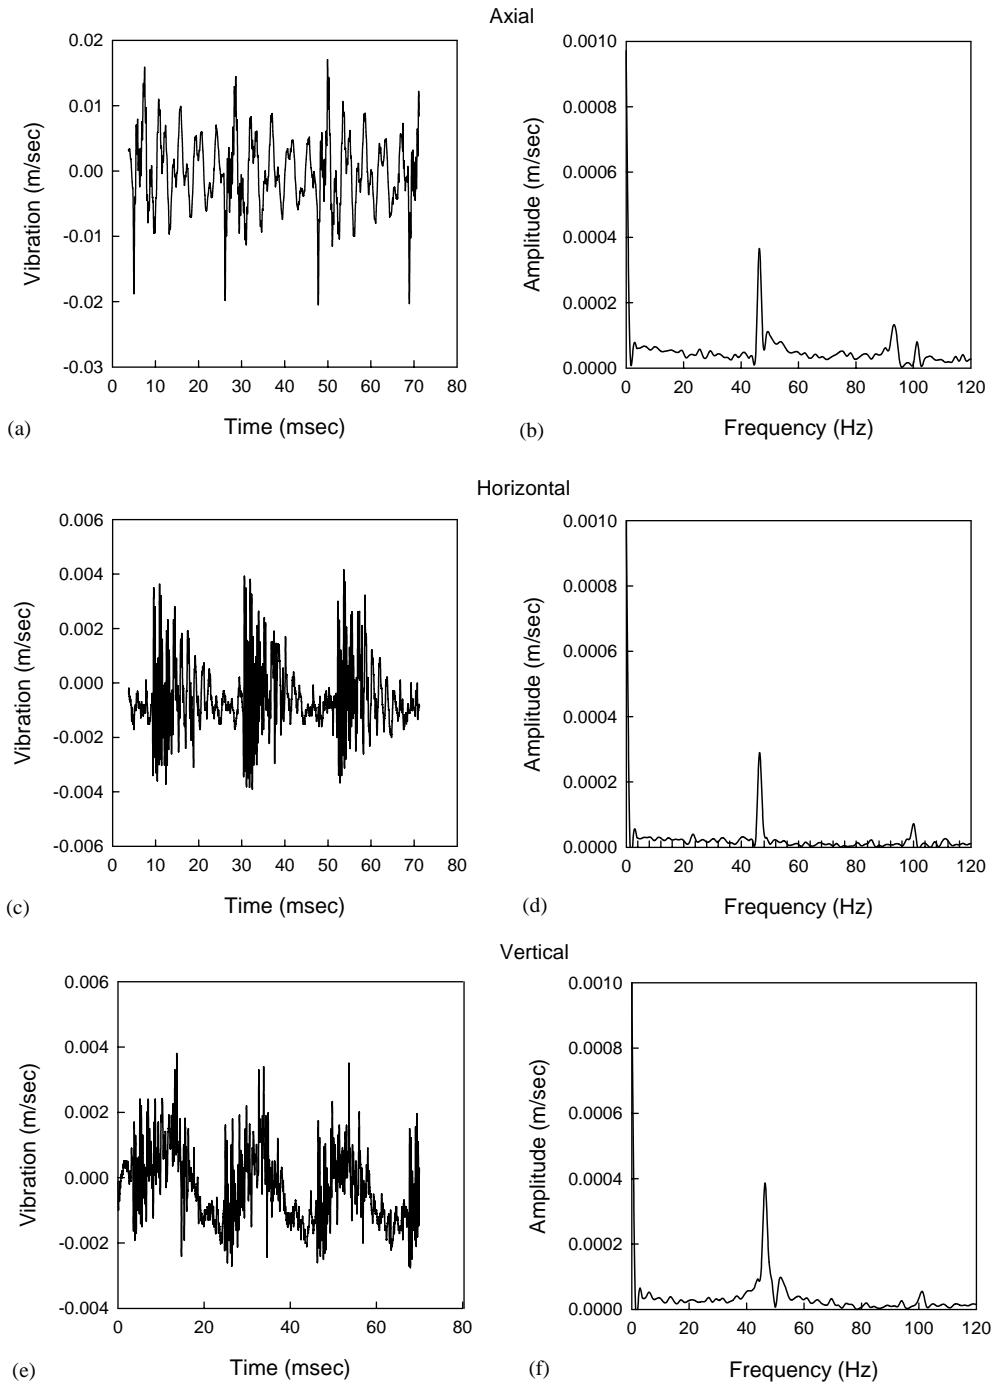 Axial
0.02
0.01
0.00
-0.01
-0.02
-0.03
0 10 20 30 40 50 60 70 80
Vibration (m/sec)
Time (msec)
(a)
0.0010
0.0008
0.0006
0.0004
0.0002
0.0000
0 20 40 60 80 100 120
Amplitude (m/sec)
Frequency (Hz)
(b)
Horizontal
0.006
0.004
0.002
0.000
-0.002
-0.004
-0.006
0 10 20 30 40 50 60 70 80
Vibration (m/sec)
Time (msec)
(c)
0.0010
0.0008
0.0006
0.0004
0.0002
0.0000
0 20 40 60 80 100 120
Amplitude (m/sec)
Frequency (Hz)
(d)
Vertical
0.006
0.004
0.002
0.000
-0.002
-0.004
0 20 40 60 80
Vibration (m/sec)
Time (msec)
(e)
0.0010
0.0008
0.0006
0.0004
0.0002
0.0000
0 20 40 60 80 100 120
Amplitude (m/sec)
Frequency (Hz)
(f)